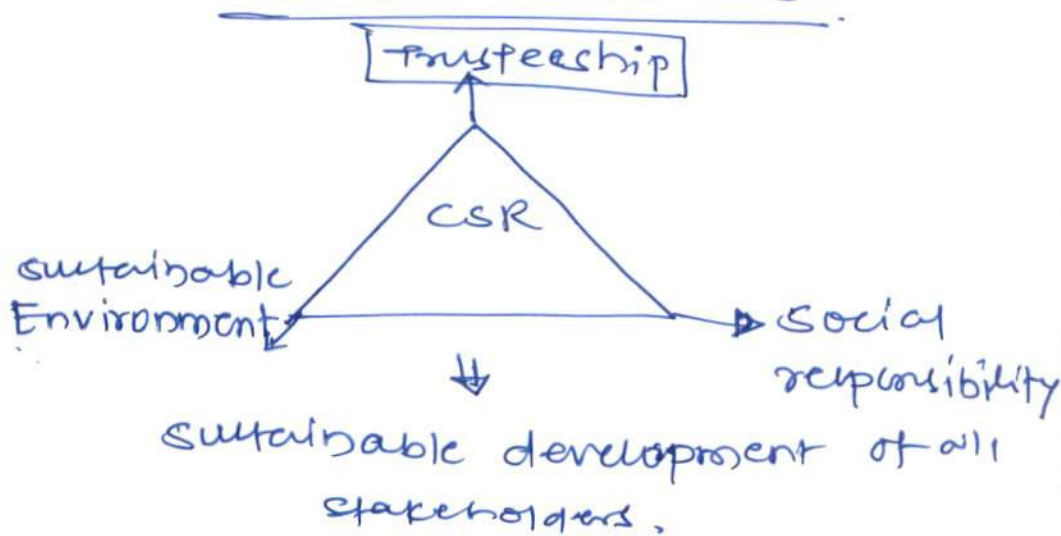 Trusteeship
CSR
sustainable
Environment
Social
responsibility
sustainable development of all
stakeholders.